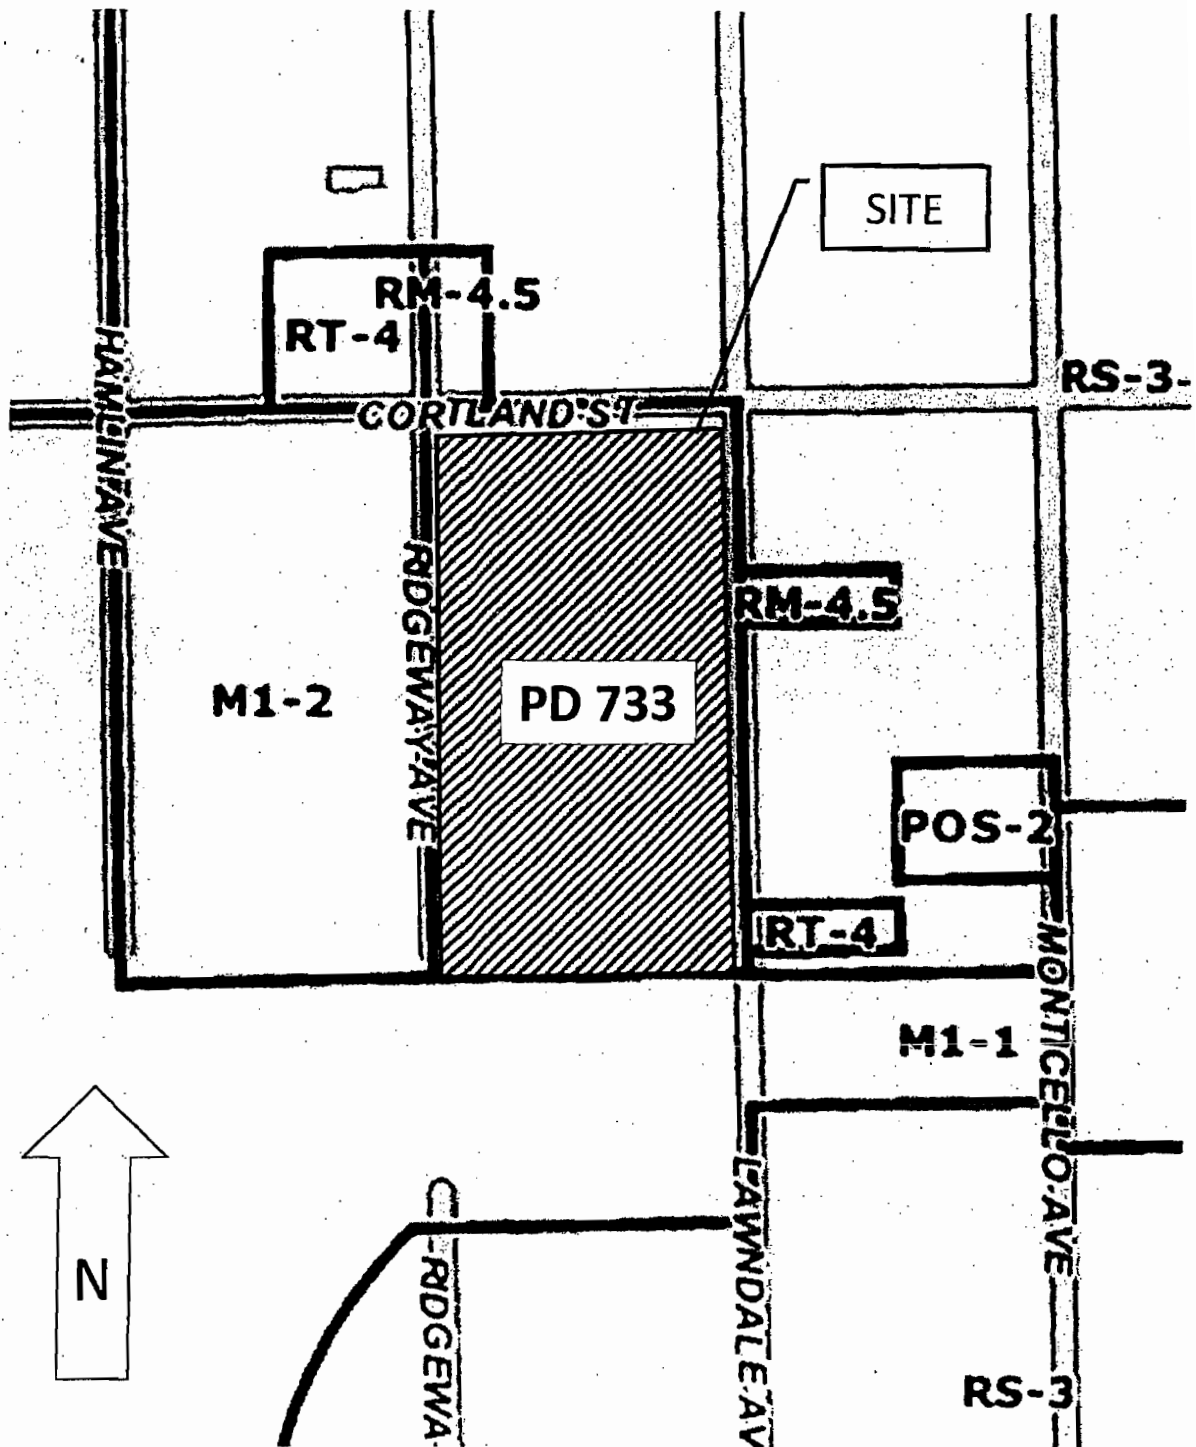 SITE
RM-4.5
RT-4
RS-3
CORTLAND ST
HAMLIN AVE
RIDGEWAY AVE
RM-4.5
PD 733
M1-2
POS-2
RT-4
MONTICELLO AVE
M1-1
N
RIDGEWA
LAWNDALE AV
RS-3